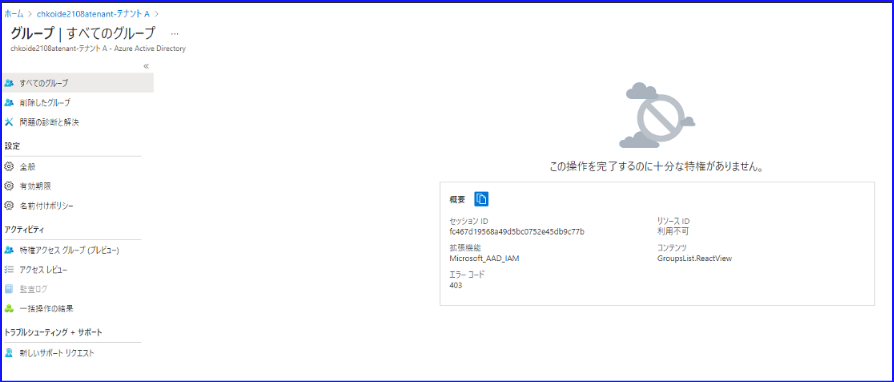 ホーム > chkoide2108atenant-テナント A >
グループ | すべてのグループ ...
chkoide2108atenant-テナント A - Azure Active Directory
«
すべてのグループ
削除したグループ
問題の診断と解決
設定
全般
有効期限
名前付けポリシー
アクティビティ
特権アクセス グループ (プレビュー)
アクセス レビュー
監査ログ
一括操作の結果
トラブルシューティング + サポート
新しいサポート リクエスト
この操作を完了するのに十分な特権がありません。
概要
セッション ID
fc467d19568a49d5bc0752e45db9c77b
リソース ID
利用不可
拡張機能
Microsoft_AAD_IAM
コンテンツ
GroupsList.ReactView
エラー コード
403